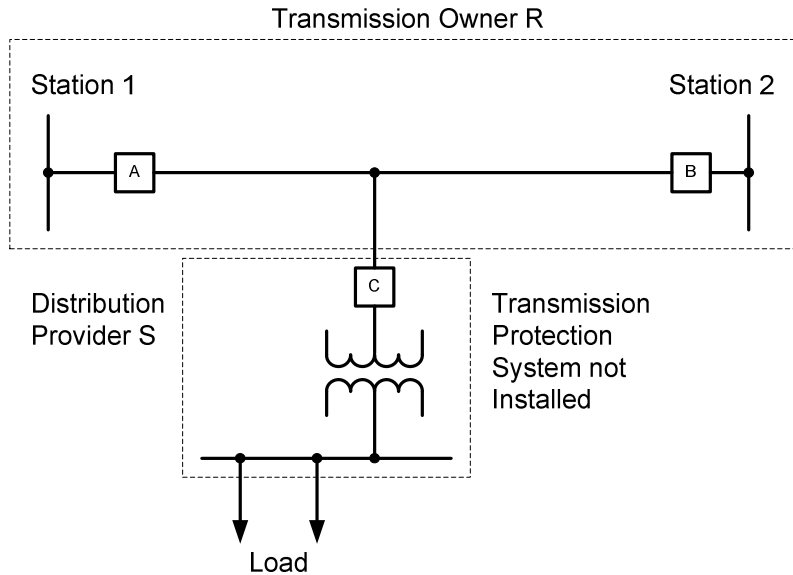 Transmission Owner R
Station 1
Station 2
A
B
C
Distribution
Provider S
Transmission
Protection
System not
Installed
Load